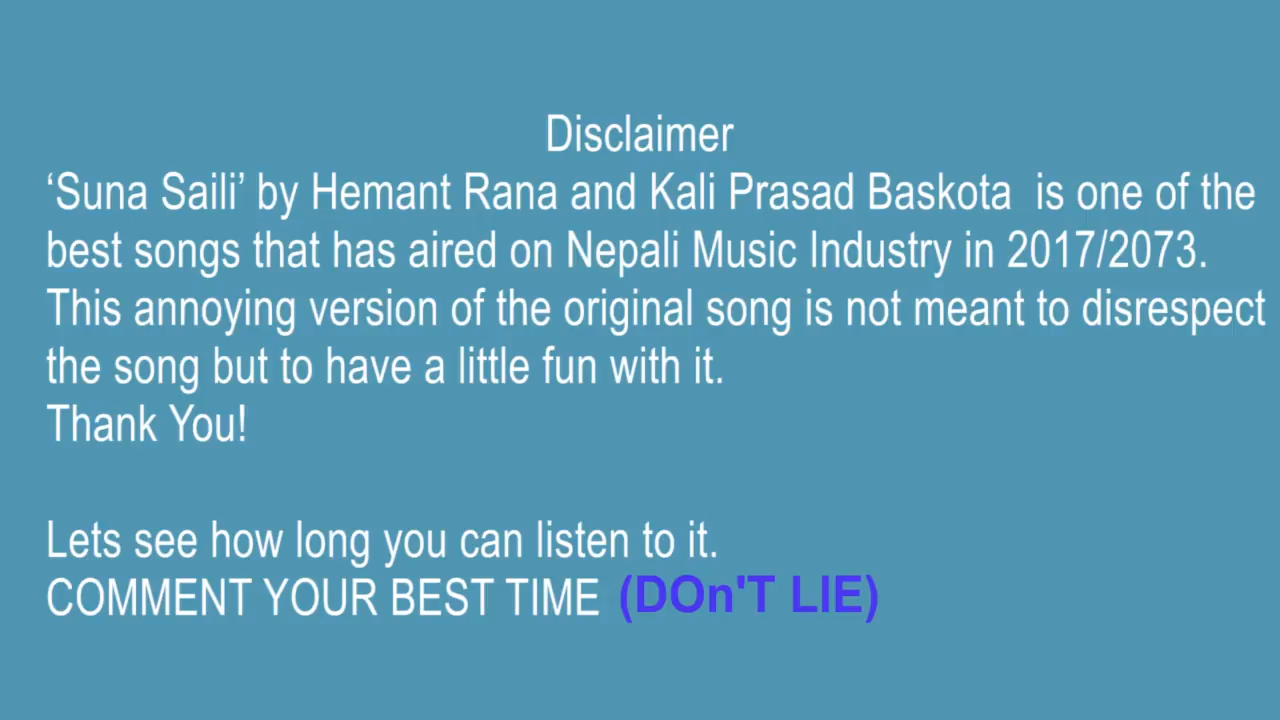 Disclaimer
‘Suna Saili’ by Hemant Rana and Kali Prasad Baskota  is one of the
best songs that has aired on Nepali Music Industry in 2017/2073.
This annoying version of the original song is not meant to disrespect
the song but to have a little fun with it.
Thank You!
Lets see how long you can listen to it.
COMMENT YOUR BEST TIME (DOn'T LIE)